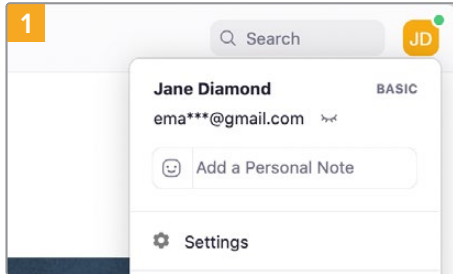 1
Search
JD
Jane Diamond BASIC
ema***@gmail.com
Add a Personal Note
Settings